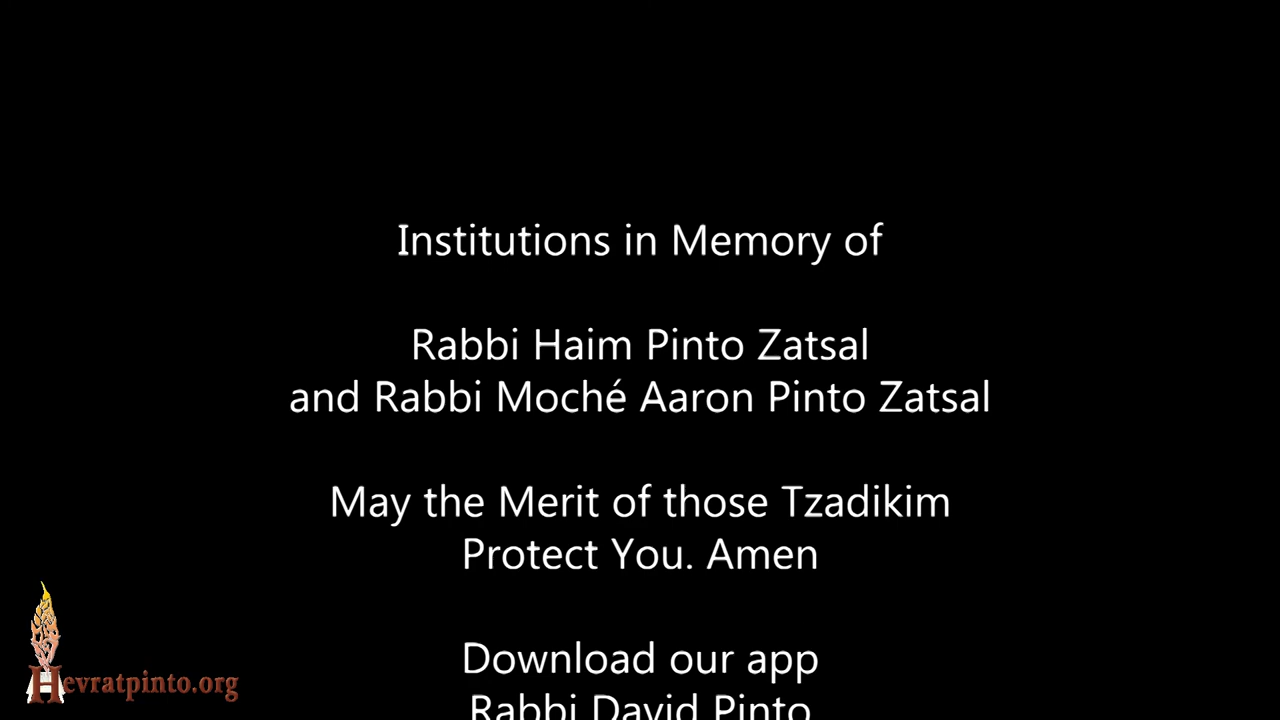 Institutions in Memory of
Rabbi Haim Pinto Zatsal
and Rabbi Moché Aaron Pinto Zatsal
May the Merit of those Tzadikim
Protect You. Amen
Download our app
Rabbi David Pinto
Hevratpinto.org